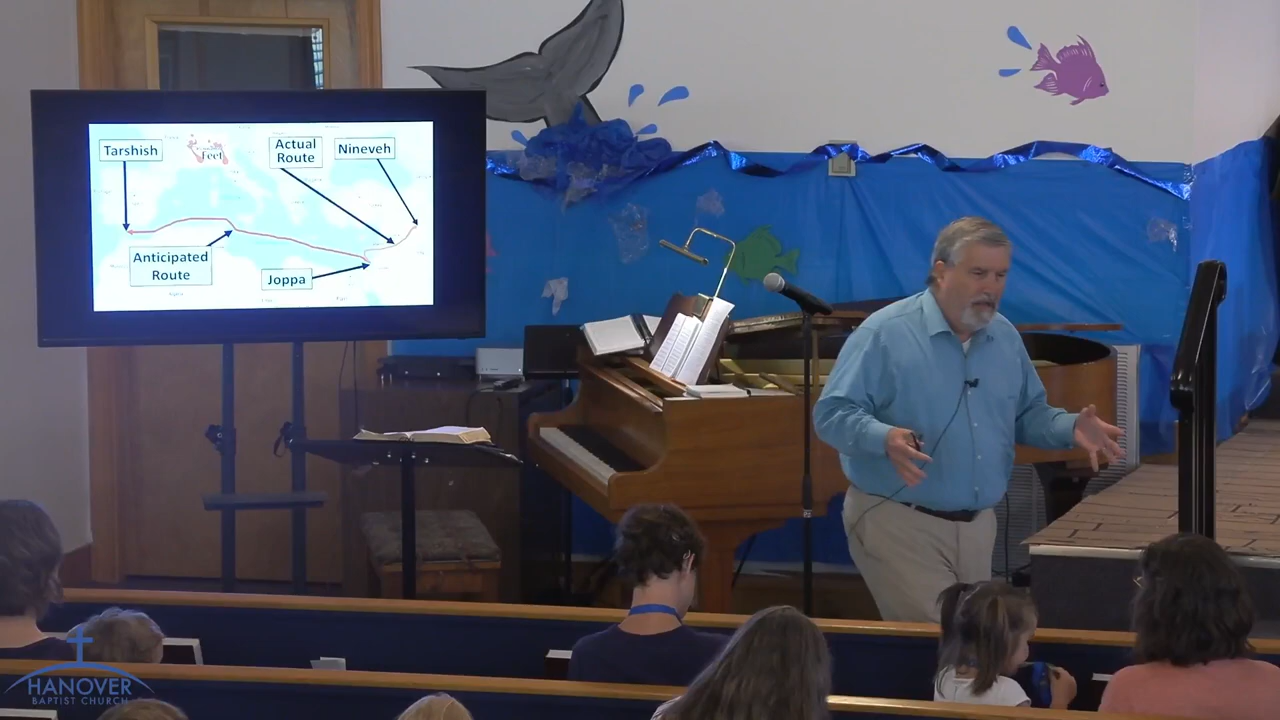 Tarshish
Feet
Actual
Route
Nineveh
Anticipated
Route
Joppa
HANOVER
BAPTIST CHURCH